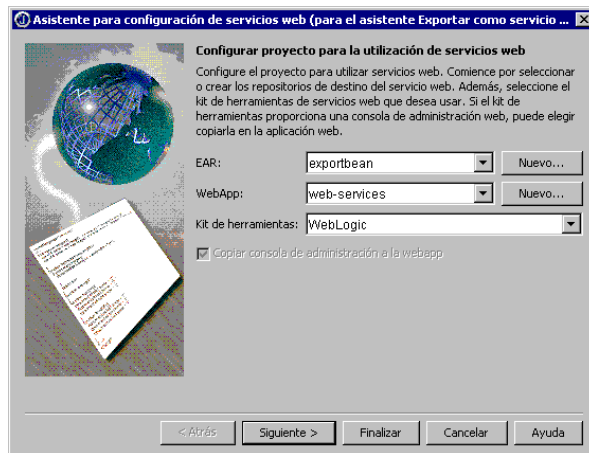 Asistente para configuración de servicios web (para el asistente Exportar como servicio ...
Configurar proyecto para la utilización de servicios web
Configure el proyecto para utilizar servicios web. Comience por seleccionar
o crear los repositorios de destino del servicio web. Además, seleccione el
kit de herramientas de servicios web que desea usar. Si el kit de
herramientas proporciona una consola de administración web, puede elegir
copiarla en la aplicación web.
EAR: exportbean Nuevo...
WebApp: web-services Nuevo...
Kit de herramientas: WebLogic
Copiar consola de administración a la webapp
< Atrás Siguiente > Finalizar Cancelar Ayuda